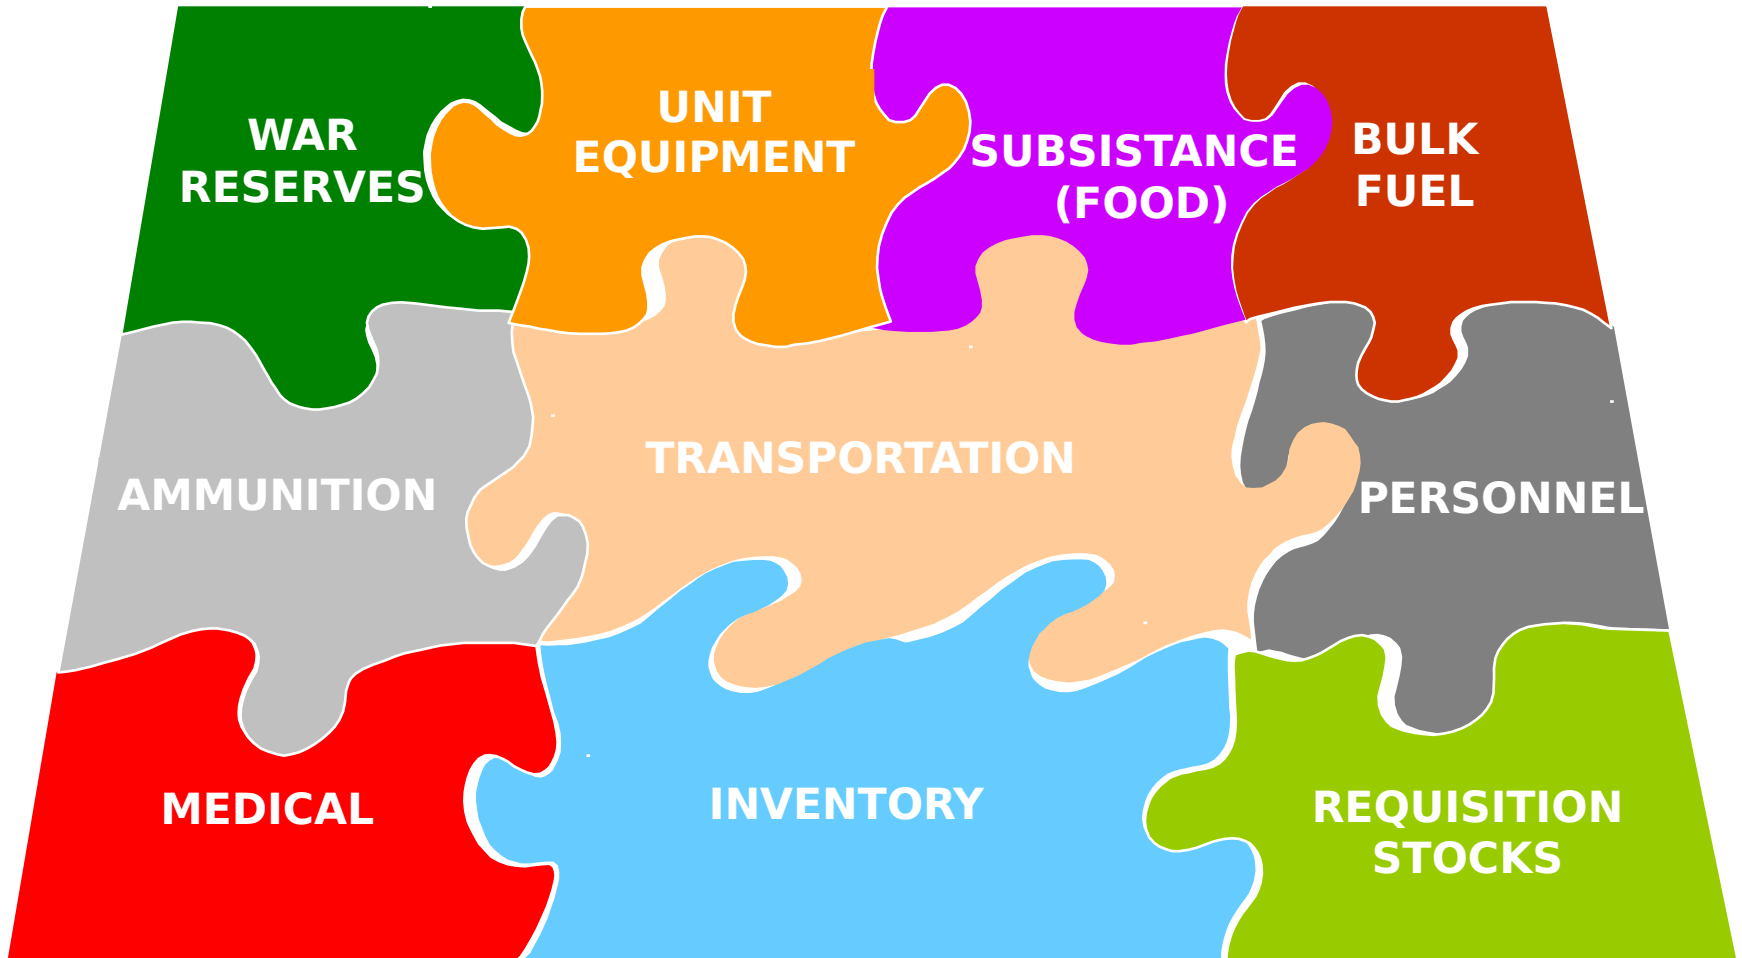 WAR
RESERVES
UNIT
EQUIPMENT
SUBSISTANCE
(FOOD)
BULK
FUEL
AMMUNITION
TRANSPORTATION
PERSONNEL
MEDICAL
INVENTORY
REQUISITION
STOCKS